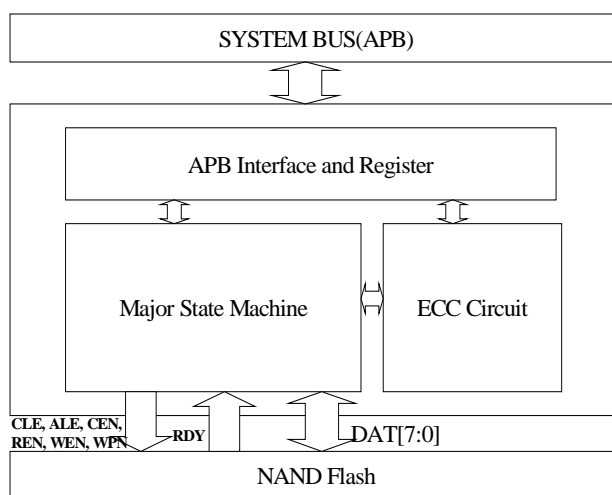 SYSTEM BUS(APB)
APB Interface and Register
Major State Machine
ECC Circuit
CLE, ALE, CEN,
REN, WEN, WPN
RDY
DAT[7:0]
NAND Flash